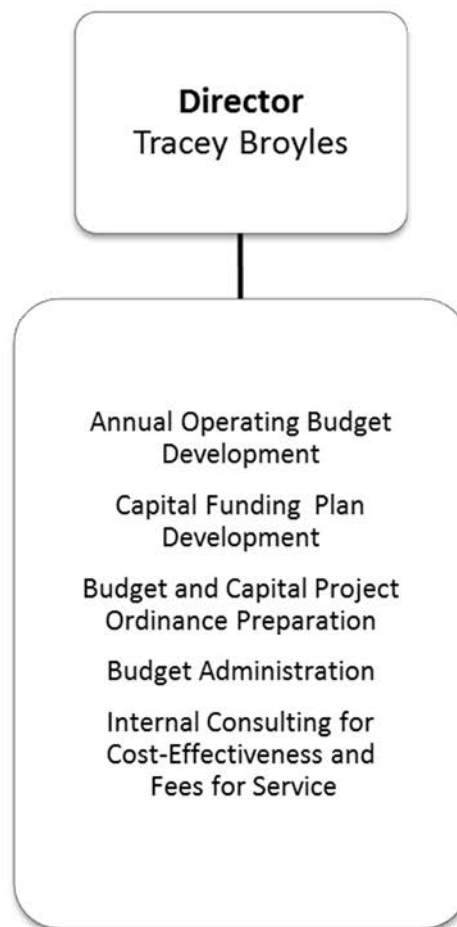 Director
Tracey Broyles
Annual Operating Budget
Development
Capital Funding Plan
Development
Budget and Capital Project
Ordinance Preparation
Budget Administration
Internal Consulting for
Cost-Effectiveness and
Fees for Service